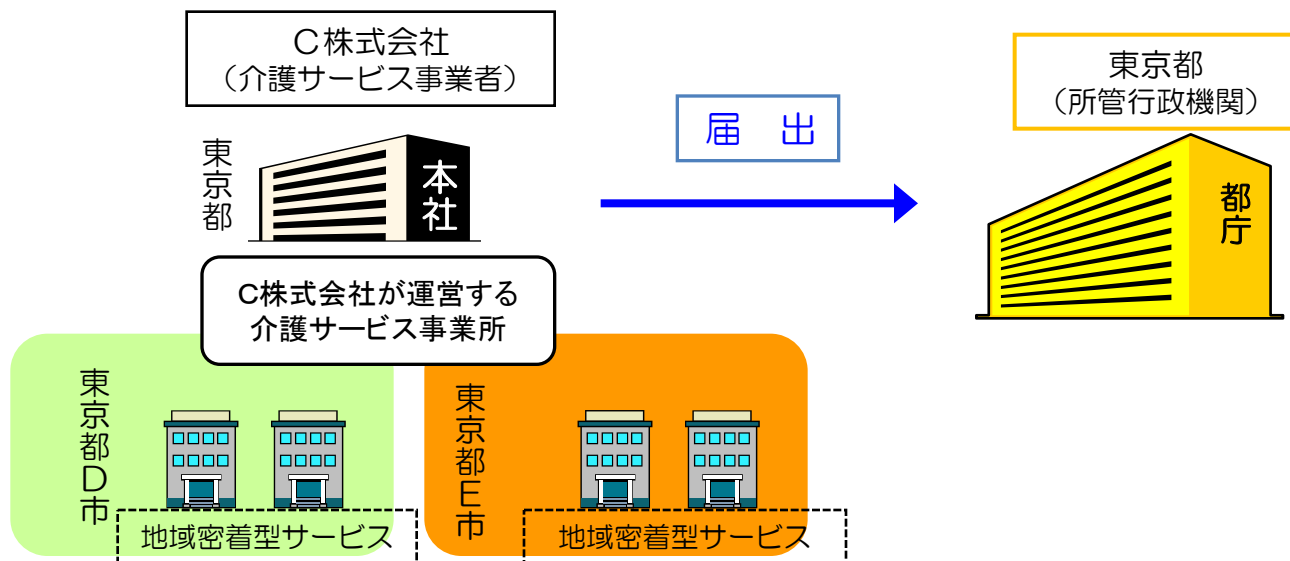 C株式会社
（介護サービス事業者）
東京都
（所管行政機関）
届 出
東京都
本社
都庁
C株式会社が運営する
介護サービス事業所
東京都D市
東京都E市
地域密着型サービス
地域密着型サービス